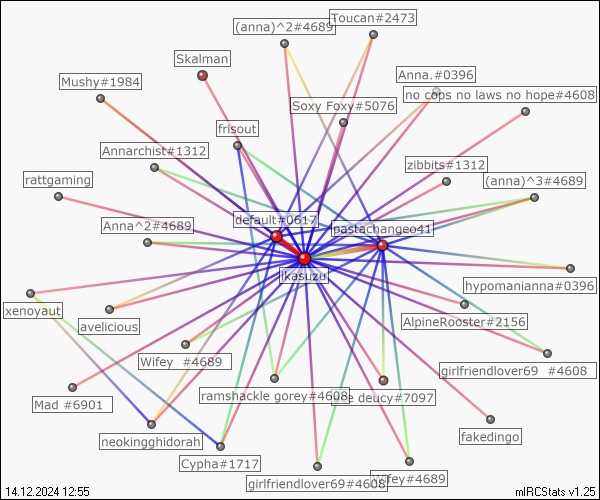 Toucan#2473
(anna)^2#4689
Skalman
Anna.#0396
Mushy#1984
no cops no laws no hope#4608
Soxy Foxy#5076
frisout
Annarchist#1312
zibbits#1312
rattgaming
(anna)^3#4689
default#0617
Anna^2#4689
pastachangeo41
jkasuzu
hypomanianna#0396
xenoyaut
avelicious
AlpineRooster#2156
Wifey #4689
girlfriendlover69 #4608
ramshackle gorey#4608
deucy#7097
Mad #6901
fakedingo
neokingghidorah
Cypha#1717
Wifey#4689
girlfriendlover69#4608
14.12.2024 12:55
mIRCStats v1.25